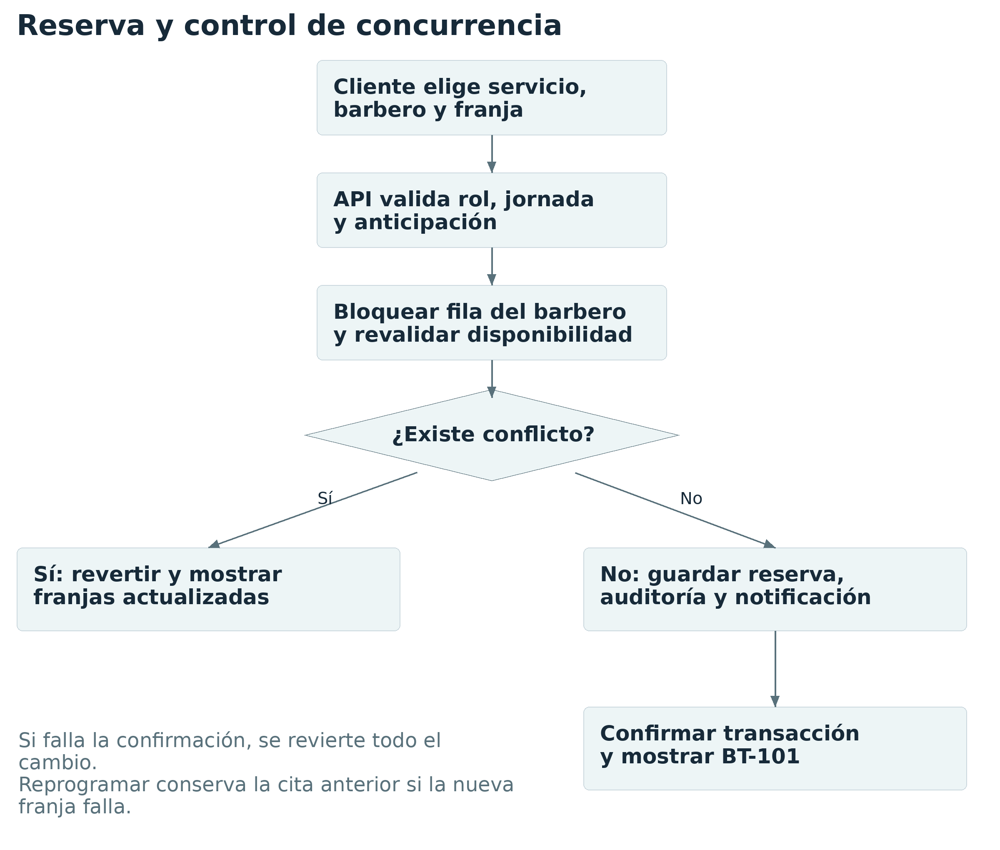 Reserva y control de concurrencia
Cliente elige servicio,
barbero y franja
API valida rol, jornada
y anticipación
Bloquear fila del barbero
y revalidar disponibilidad
¿Existe conflicto?
Sí
No
Sí: revertir y mostrar
franjas actualizadas
No: guardar reserva,
auditoría y notificación
Confirmar transacción
y mostrar BT-101
Si falla la confirmación, se revierte todo el
cambio.
Reprogramar conserva la cita anterior si la nueva
franja falla.